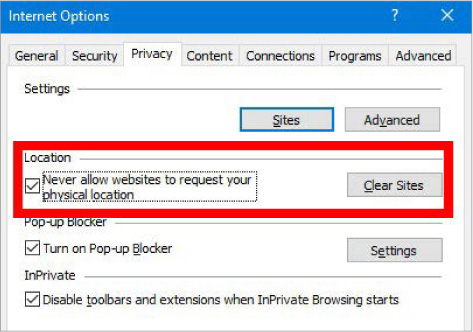 Internet Options ? ×
General Security Privacy Content Connections Programs Advanced
Settings
Sites Advanced
Location
Never allow websites to request your
physical location
Clear Sites
Pop-up Blocker
Turn on Pop-up Blocker Settings
InPrivate
Disable toolbars and extensions when InPrivate Browsing starts